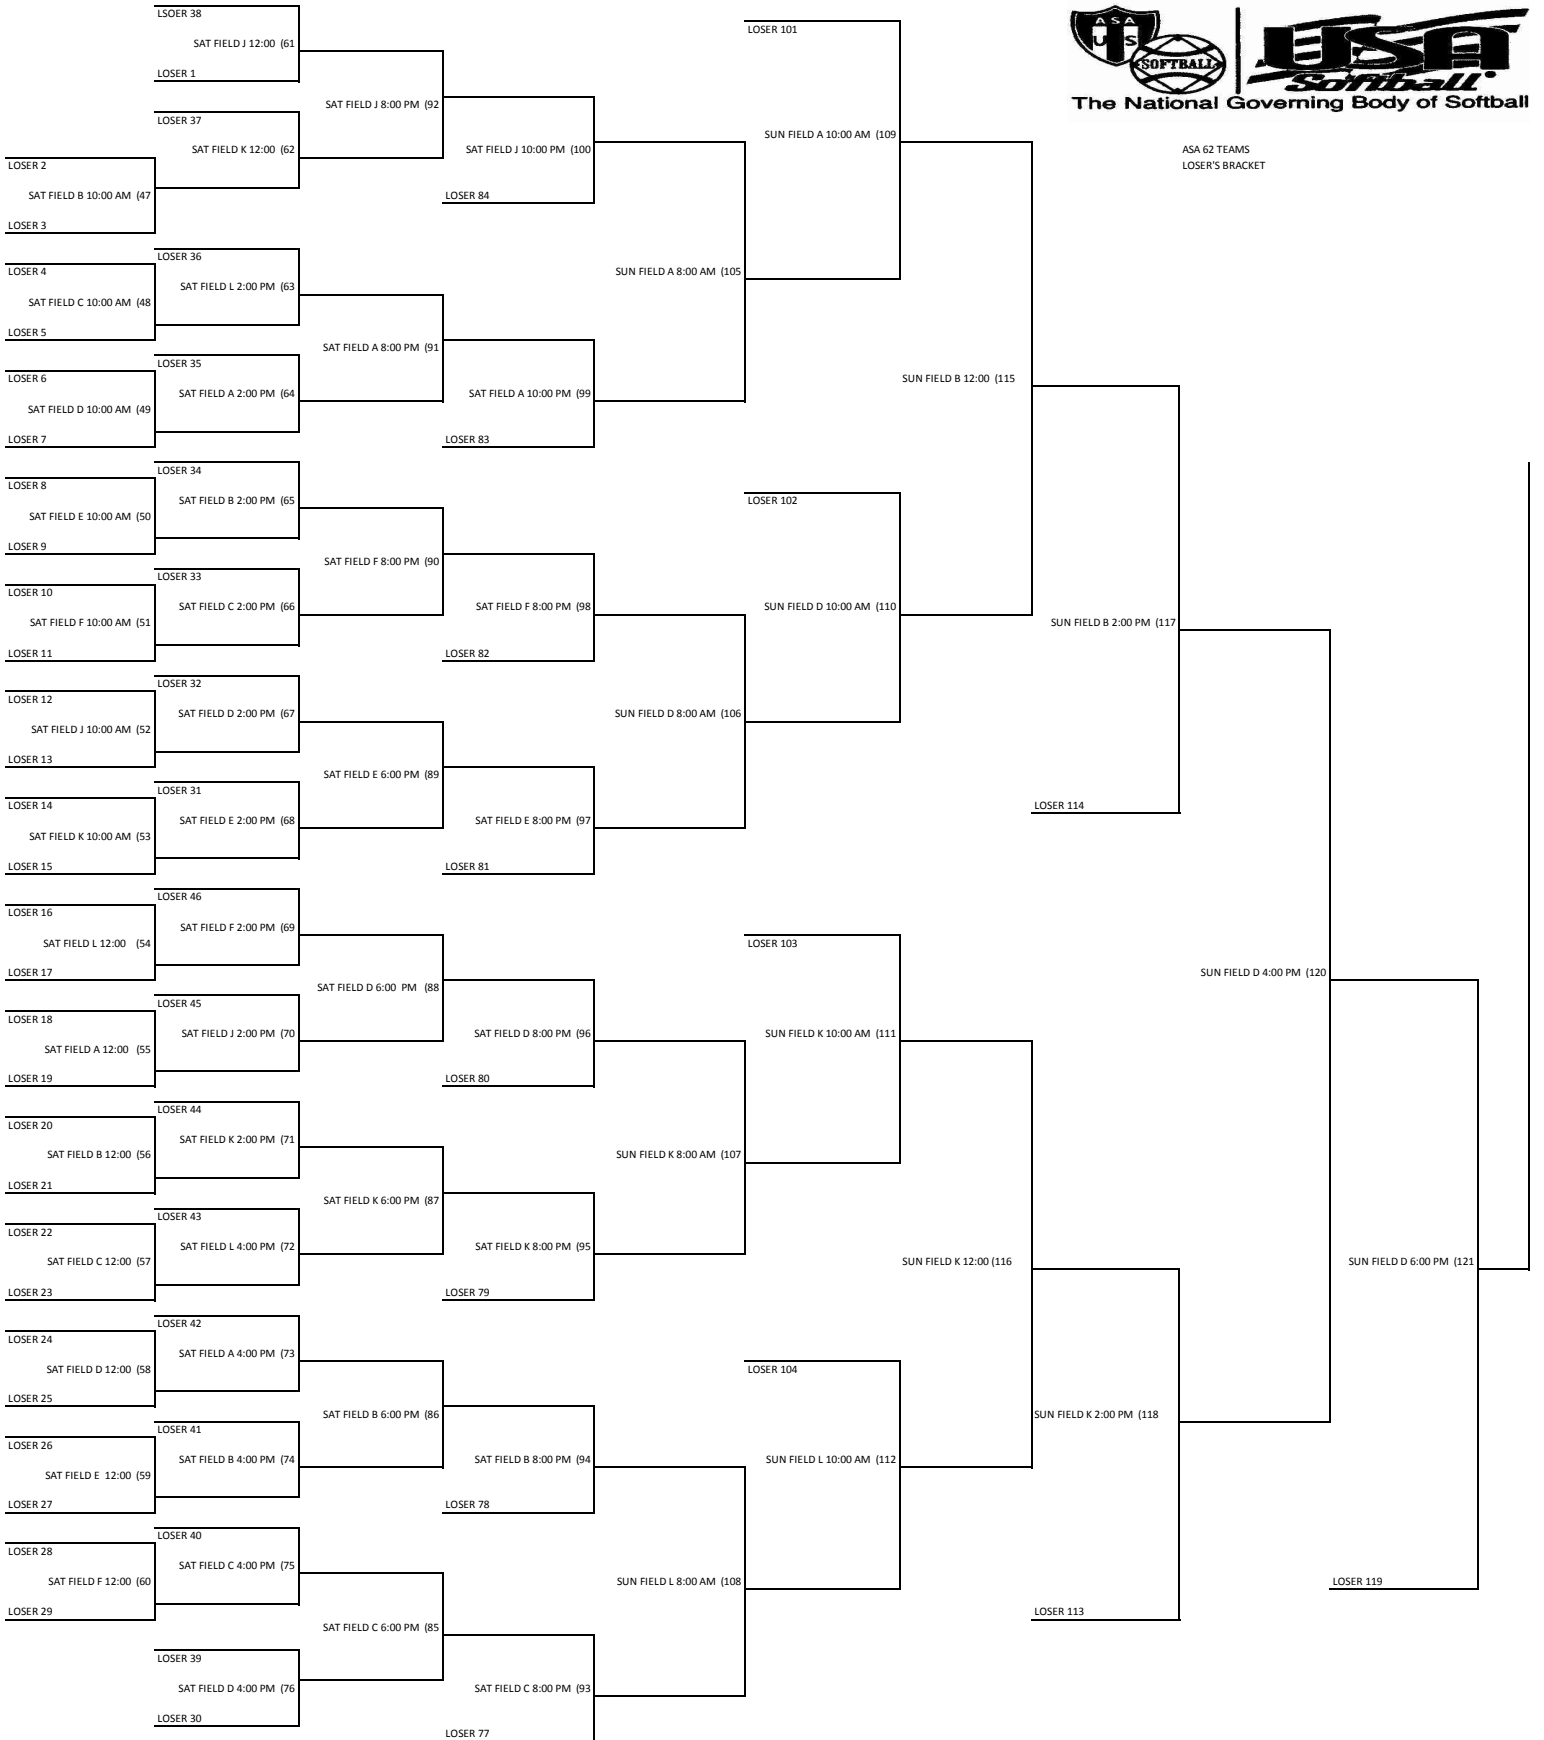 LSOER 38
LOSER 101
ASA
US
SOFTBALL
USA
Softball
SAT FIELD J 12:00 (61
LOSER 1
The National Governing Body of Softball
SAT FIELD J 8:00 PM (92
LOSER 37
SUN FIELD A 10:00 AM (109
SAT FIELD K 12:00 (62
SAT FIELD J 10:00 PM (100
ASA 62 TEAMS
LOSER'S BRACKET
LOSER 2
SAT FIELD B 10:00 AM (47
LOSER 84
LOSER 3
LOSER 36
LOSER 4
SUN FIELD A 8:00 AM (105
SAT FIELD L 2:00 PM (63
SAT FIELD C 10:00 AM (48
LOSER 5
SAT FIELD A 8:00 PM (91
LOSER 35
LOSER 6
SUN FIELD B 12:00 (115
SAT FIELD A 2:00 PM (64
SAT FIELD A 10:00 PM (99
SAT FIELD D 10:00 AM (49
LOSER 7
LOSER 83
LOSER 34
LOSER 8
SAT FIELD B 2:00 PM (65
LOSER 102
SAT FIELD E 10:00 AM (50
LOSER 9
SAT FIELD F 8:00 PM (90
LOSER 33
LOSER 10
SAT FIELD C 2:00 PM (66
SAT FIELD F 8:00 PM (98
SUN FIELD D 10:00 AM (110
SAT FIELD F 10:00 AM (51
SUN FIELD B 2:00 PM (117
LOSER 11
LOSER 82
LOSER 32
LOSER 12
SAT FIELD D 2:00 PM (67
SUN FIELD D 8:00 AM (106
SAT FIELD J 10:00 AM (52
LOSER 13
SAT FIELD E 6:00 PM (89
LOSER 31
LOSER 14
LOSER 114
SAT FIELD E 2:00 PM (68
SAT FIELD E 8:00 PM (97
SAT FIELD K 10:00 AM (53
LOSER 15
LOSER 81
LOSER 46
LOSER 16
SAT FIELD F 2:00 PM (69
SAT FIELD L 12:00 (54
LOSER 103
LOSER 17
SUN FIELD D 4:00 PM (120
SAT FIELD D 6:00 PM (88
LOSER 45
LOSER 18
SAT FIELD J 2:00 PM (70
SAT FIELD D 8:00 PM (96
SUN FIELD K 10:00 AM (111
SAT FIELD A 12:00 (55
LOSER 19
LOSER 80
LOSER 44
LOSER 20
SAT FIELD K 2:00 PM (71
SAT FIELD B 12:00 (56
SUN FIELD K 8:00 AM (107
LOSER 21
SAT FIELD K 6:00 PM (87
LOSER 43
LOSER 22
SAT FIELD L 4:00 PM (72
SAT FIELD K 8:00 PM (95
SAT FIELD C 12:00 (57
SUN FIELD K 12:00 (116
SUN FIELD D 6:00 PM (121
LOSER 23
LOSER 79
LOSER 42
LOSER 24
SAT FIELD A 4:00 PM (73
SAT FIELD D 12:00 (58
LOSER 104
LOSER 25
SAT FIELD B 6:00 PM (86
SUN FIELD K 2:00 PM (118
LOSER 41
LOSER 26
SAT FIELD B 4:00 PM (74
SAT FIELD B 8:00 PM (94
SUN FIELD L 10:00 AM (112
SAT FIELD E 12:00 (59
LOSER 27
LOSER 78
LOSER 40
LOSER 28
SAT FIELD C 4:00 PM (75
SAT FIELD F 12:00 (60
SUN FIELD L 8:00 AM (108
LOSER 119
LOSER 29
LOSER 113
SAT FIELD C 6:00 PM (85
LOSER 39
SAT FIELD D 4:00 PM (76
SAT FIELD C 8:00 PM (93
LOSER 30
LOSER 77